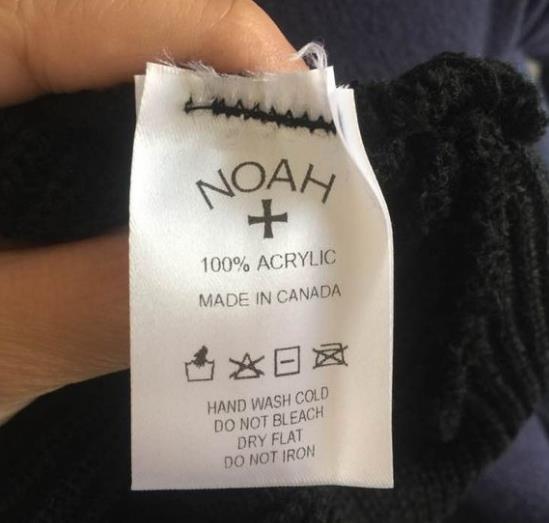 NOAH
100% ACRYLIC
MADE IN CANADA
HAND WASH COLD
DO NOT BLEACH
DRY FLAT
DO NOT IRON